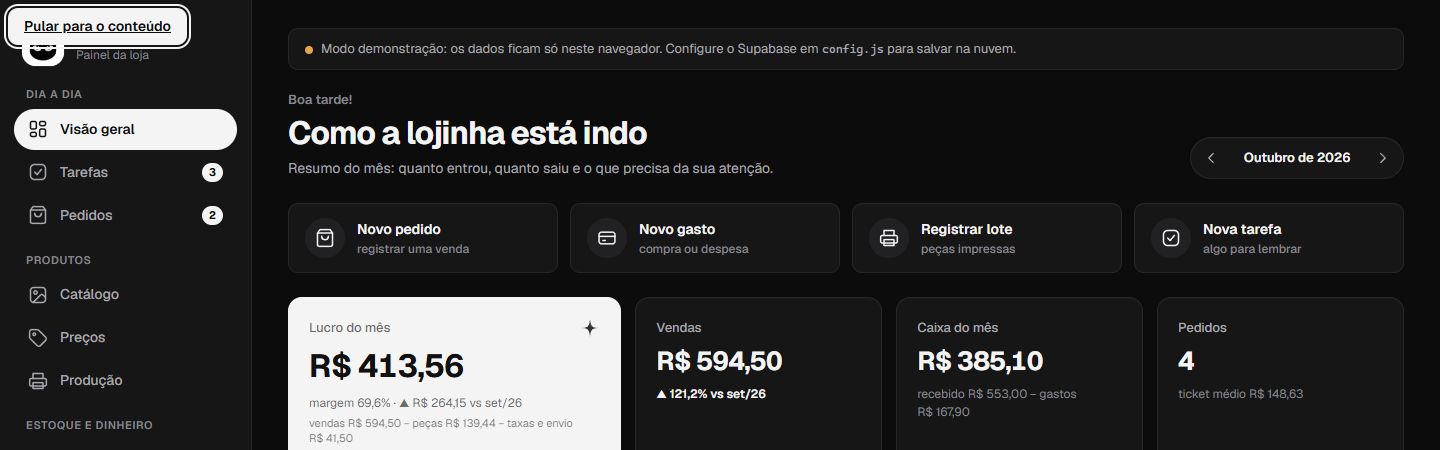 Pular para o conteúdo
Painel da loja
DIA A DIA
Visão geral
Tarefas 3
Pedidos 2
PRODUTOS
Catálogo
Preços
Produção
ESTOQUE E DINHEIRO
Modo demonstração: os dados ficam só neste navegador. Configure o Supabase em config.js para salvar na nuvem.
Boa tarde!
Como a lojinha está indo
Resumo do mês: quanto entrou, quanto saiu e o que precisa da sua atenção.
Outubro de 2026
Novo pedido
registrar uma venda
Novo gasto
compra ou despesa
Registrar lote
peças impressas
Nova tarefa
algo para lembrar
Lucro do mês
R$ 413,56
margem 69,6% · ▲ R$ 264,15 vs set/26
vendas R$ 594,50 − peças R$ 139,44 − taxas e envio
R$ 41,50
Vendas
R$ 594,50
▲ 121,2% vs set/26
Caixa do mês
R$ 385,10
recebido R$ 553,00 − gastos
R$ 167,90
Pedidos
4
ticket médio R$ 148,63